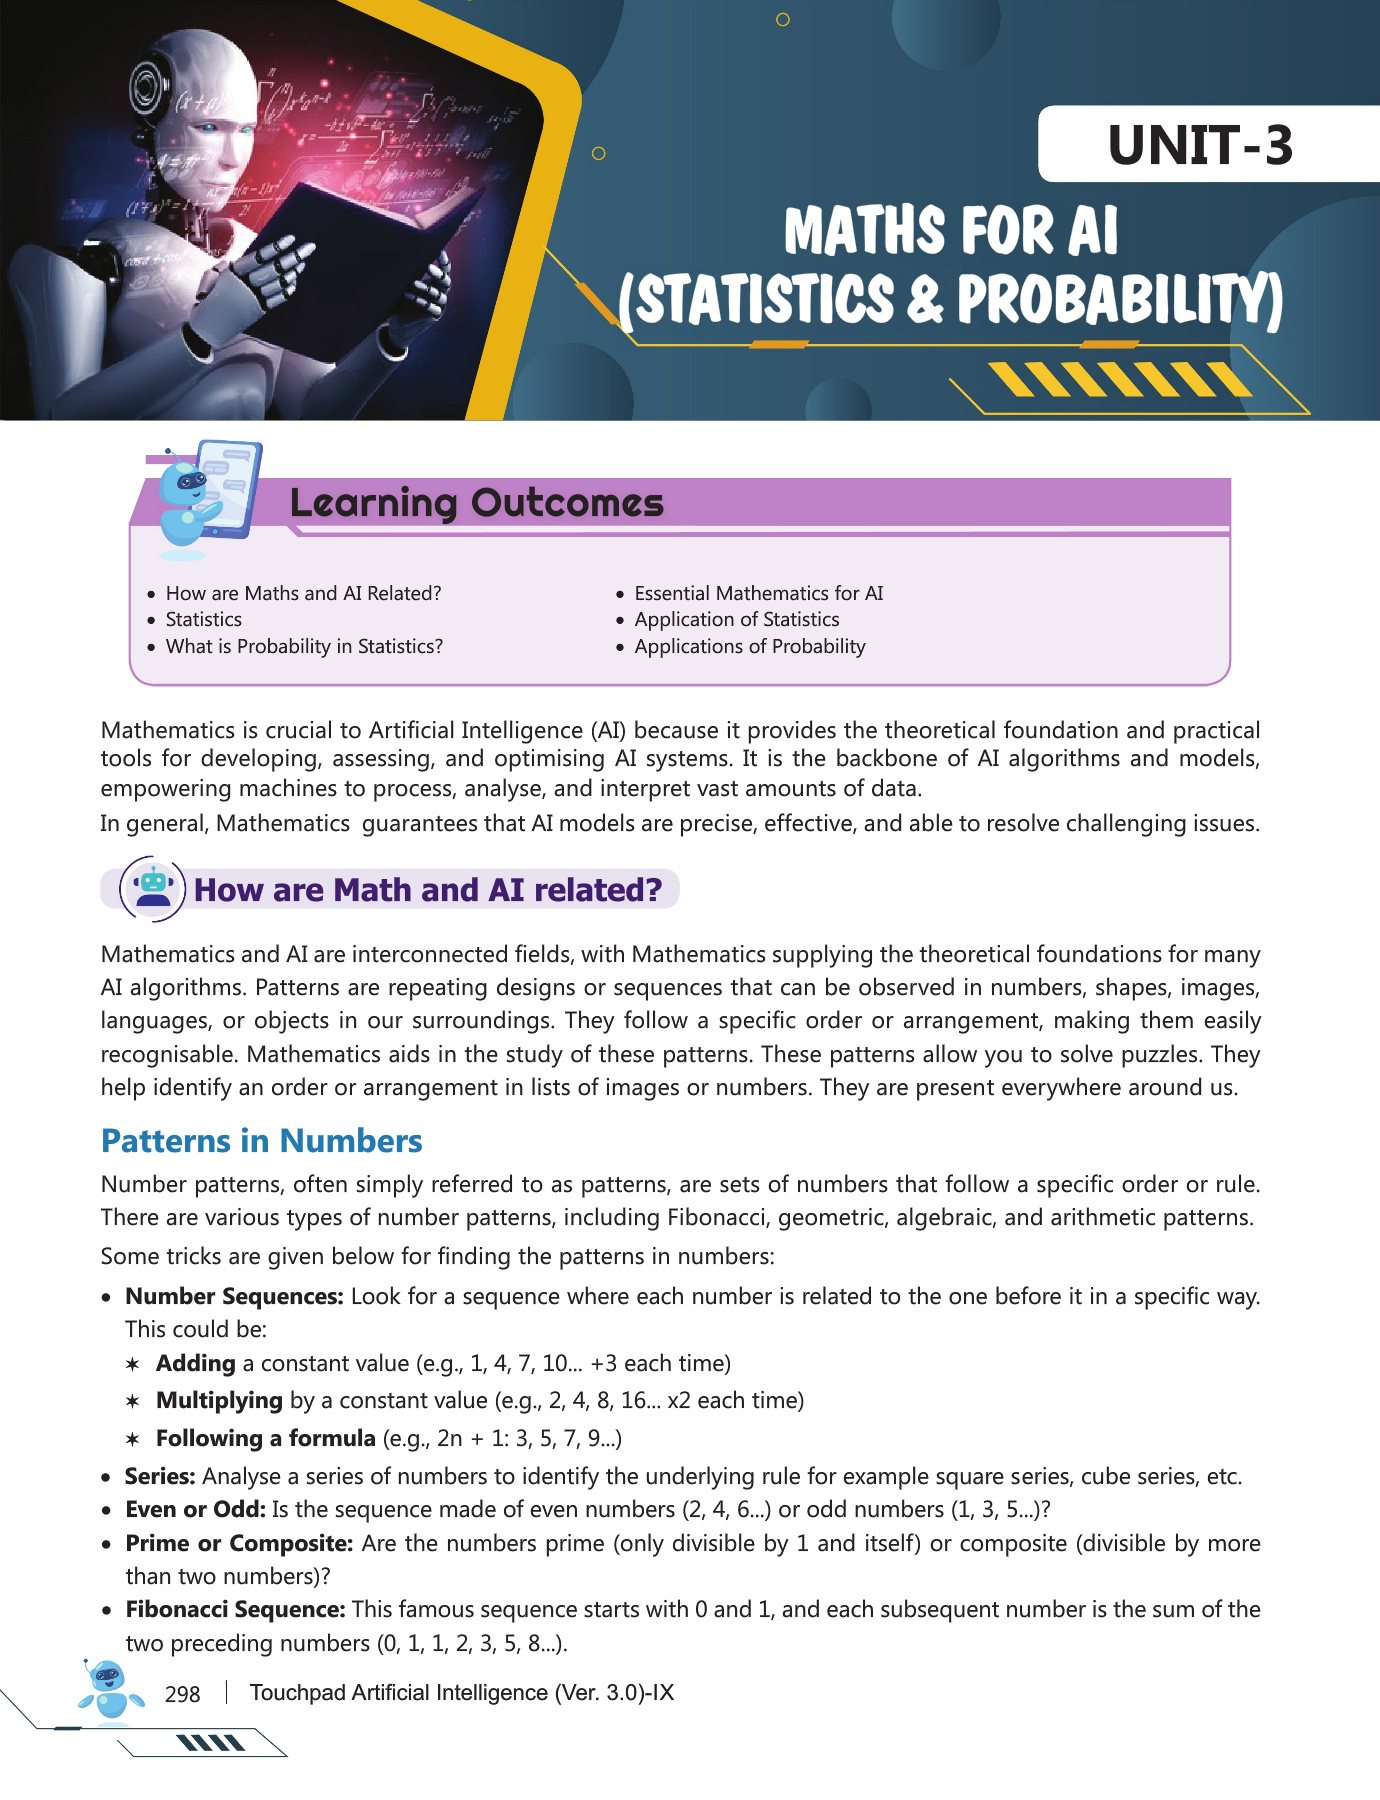 UNIT-3
MATHS FOR AI
(STATISTICS & PROBABILITY)
Learning Outcomes
• How are Maths and AI Related?
• Statistics
• What is Probability in Statistics?
• Essential Mathematics for AI
• Application of Statistics
• Applications of Probability
Mathematics is crucial to Artificial Intelligence (AI) because it provides the theoretical foundation and practical
tools for developing, assessing, and optimising AI systems. It is the backbone of AI algorithms and models,
empowering machines to process, analyse, and interpret vast amounts of data.
In general, Mathematics guarantees that AI models are precise, effective, and able to resolve challenging issues.
How are Math and AI related?
Mathematics and AI are interconnected fields, with Mathematics supplying the theoretical foundations for many
AI algorithms. Patterns are repeating designs or sequences that can be observed in numbers, shapes, images,
languages, or objects in our surroundings. They follow a specific order or arrangement, making them easily
recognisable. Mathematics aids in the study of these patterns. These patterns allow you to solve puzzles. They
help identify an order or arrangement in lists of images or numbers. They are present everywhere around us.
Patterns in Numbers
Number patterns, often simply referred to as patterns, are sets of numbers that follow a specific order or rule.
There are various types of number patterns, including Fibonacci, geometric, algebraic, and arithmetic patterns.
Some tricks are given below for finding the patterns in numbers:
• Number Sequences: Look for a sequence where each number is related to the one before it in a specific way.
This could be:
✶ Adding a constant value (e.g., 1, 4, 7, 10... +3 each time)
✶ Multiplying by a constant value (e.g., 2, 4, 8, 16... x2 each time)
✶ Following a formula (e.g., 2n + 1: 3, 5, 7, 9...)
• Series: Analyse a series of numbers to identify the underlying rule for example square series, cube series, etc.
• Even or Odd: Is the sequence made of even numbers (2, 4, 6...) or odd numbers (1, 3, 5...)?
• Prime or Composite: Are the numbers prime (only divisible by 1 and itself) or composite (divisible by more
than two numbers)?
• Fibonacci Sequence: This famous sequence starts with 0 and 1, and each subsequent number is the sum of the
two preceding numbers (0, 1, 1, 2, 3, 5, 8...).
298 | Touchpad Artificial Intelligence (Ver. 3.0)-IX